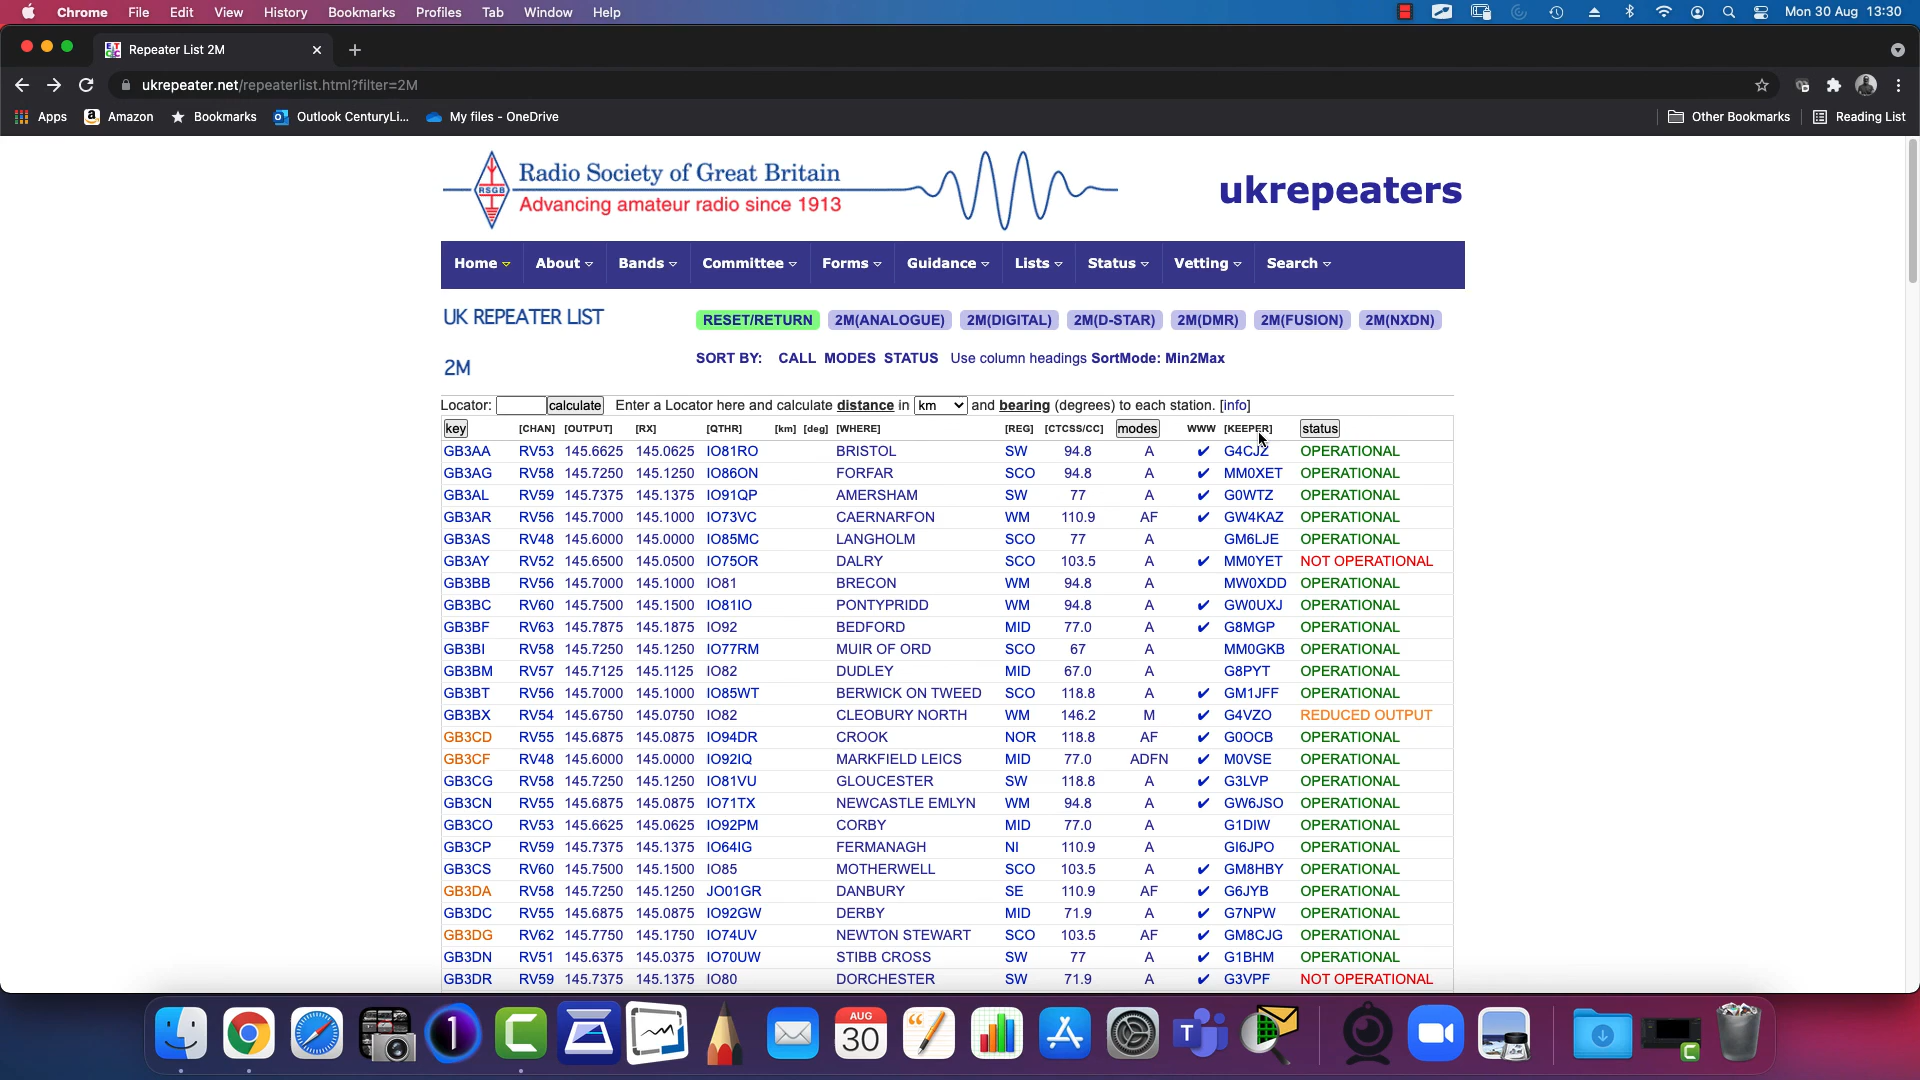 Chrome File Edit View History Bookmarks Profiles Tab Window Help Mon 30 Aug 13:30
Repeater List 2M
ukrepeater.net/repeaterlist.html?filter=2M
Apps Amazon Bookmarks Outlook CenturyLi... My files - OneDrive Other Bookmarks Reading List
RSGB Radio Society of Great Britain
Advancing amateur radio since 1913
ukrepeaters
Home About Bands Committee Forms Guidance Lists Status Vetting Search
UK REPEATER LIST RESET/RETURN 2M(ANALOGUE) 2M(DIGITAL) 2M(D-STAR) 2M(DMR) 2M(FUSION) 2M(NXDN)
SORT BY: CALL MODES STATUS Use column headings SortMode: Min2Max
2M
Locator: calculate Enter a Locator here and calculate distance in km and bearing (degrees) to each station. [info]
key [CHAN] [OUTPUT] [RX] [QTHR] [km] [deg] [WHERE] [REG] [CTCSS/CC] modes WWW [KEEPER] status
GB3AA RV53 145.6625 145.0625 IO81RO BRISTOL SW 94.8 A ✔ G4CJZ OPERATIONAL
GB3AG RV58 145.7250 145.1250 IO86ON FORFAR SCO 94.8 A ✔ MM0XET OPERATIONAL
GB3AL RV59 145.7375 145.1375 IO91QP AMERSHAM SW 77 A ✔ G0WTZ OPERATIONAL
GB3AR RV56 145.7000 145.1000 IO73VC CAERNARFON WM 110.9 AF ✔ GW4KAZ OPERATIONAL
GB3AS RV48 145.6000 145.0000 IO85MC LANGHOLM SCO 77 A GM6LJE OPERATIONAL
GB3AY RV52 145.6500 145.0500 IO75OR DALRY SCO 103.5 A ✔ MM0YET NOT OPERATIONAL
GB3BB RV56 145.7000 145.1000 IO81 BRECON WM 94.8 A MW0XDD OPERATIONAL
GB3BC RV60 145.7500 145.1500 IO81IO PONTYPRIDD WM 94.8 A ✔ GW0UXJ OPERATIONAL
GB3BF RV63 145.7875 145.1875 IO92 BEDFORD MID 77.0 A ✔ G8MGP OPERATIONAL
GB3BI RV58 145.7250 145.1250 IO77RM MUIR OF ORD SCO 67 A MM0GKB OPERATIONAL
GB3BM RV57 145.7125 145.1125 IO82 DUDLEY MID 67.0 A G8PYT OPERATIONAL
GB3BT RV56 145.7000 145.1000 IO85WT BERWICK ON TWEED SCO 118.8 A ✔ GM1JFF OPERATIONAL
GB3BX RV54 145.6750 145.0750 IO82 CLEOBURY NORTH WM 146.2 M ✔ G4VZO REDUCED OUTPUT
GB3CD RV55 145.6875 145.0875 IO94DR CROOK NOR 118.8 AF ✔ G0OCB OPERATIONAL
GB3CF RV48 145.6000 145.0000 IO92IQ MARKFIELD LEICS MID 77.0 ADFN ✔ M0VSE OPERATIONAL
GB3CG RV58 145.7250 145.1250 IO81VU GLOUCESTER SW 118.8 A ✔ G3LVP OPERATIONAL
GB3CN RV55 145.6875 145.0875 IO71TX NEWCASTLE EMLYN WM 94.8 A ✔ GW6JSO OPERATIONAL
GB3CO RV53 145.6625 145.0625 IO92PM CORBY MID 77.0 A G1DIW OPERATIONAL
GB3CP RV59 145.7375 145.1375 IO64IG FERMANAGH NI 110.9 A GI6JPO OPERATIONAL
GB3CS RV60 145.7500 145.1500 IO85 MOTHERWELL SCO 103.5 A ✔ GM8HBY OPERATIONAL
GB3DA RV58 145.7250 145.1250 JO01GR DANBURY SE 110.9 AF ✔ G6JYB OPERATIONAL
GB3DC RV55 145.6875 145.0875 IO92GW DERBY MID 71.9 A ✔ G7NPW OPERATIONAL
GB3DG RV62 145.7750 145.1750 IO74UV NEWTON STEWART SCO 103.5 AF ✔ GM8CJG OPERATIONAL
GB3DN RV51 145.6375 145.0375 IO70UW STIBB CROSS SW 77 A ✔ G1BHM OPERATIONAL
GB3DR RV59 145.7375 145.1375 IO80 DORCHESTER SW 71.9 A ✔ G3VPF NOT OPERATIONAL
AUG
30